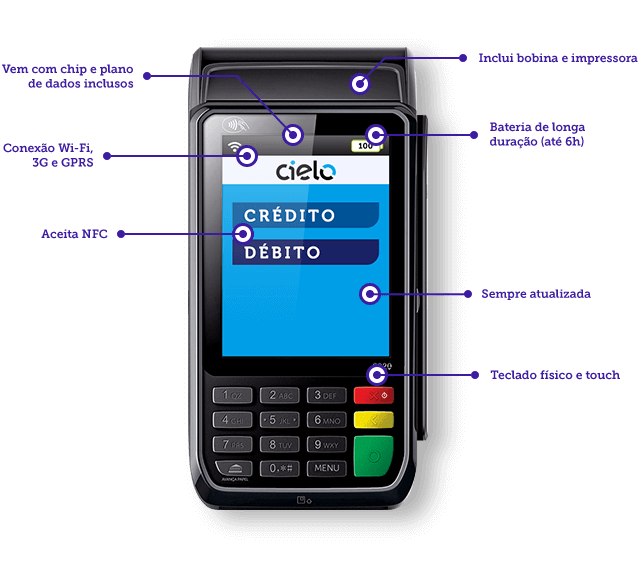 Inclui bobina e impressora
Vem com chip e plano
de dados inclusos
Bateria de longa
duração (até 6h)
Conexão Wi-Fi,
3G e GPRS
100
cielo
CRÉDITO
Aceita NFC
DÉBITO
Sempre atualizada
Teclado físico e touch
1 QZ 2 ABC 3 DEF
4 GHI 5 JKL 6 MNO
7 PRS 8 TUV 9 WXY
0,*# MENU
AVANÇA PAPEL